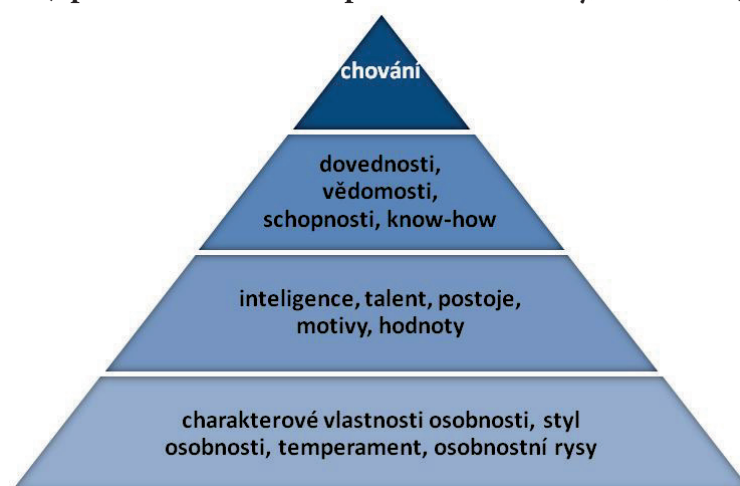 chování
dovednosti,
vědomosti,
schopnosti, know-how
inteligence, talent, postoje,
motivy, hodnoty
charakterové vlastnosti osobnosti, styl
osobnosti, temperament, osobnostní rysy